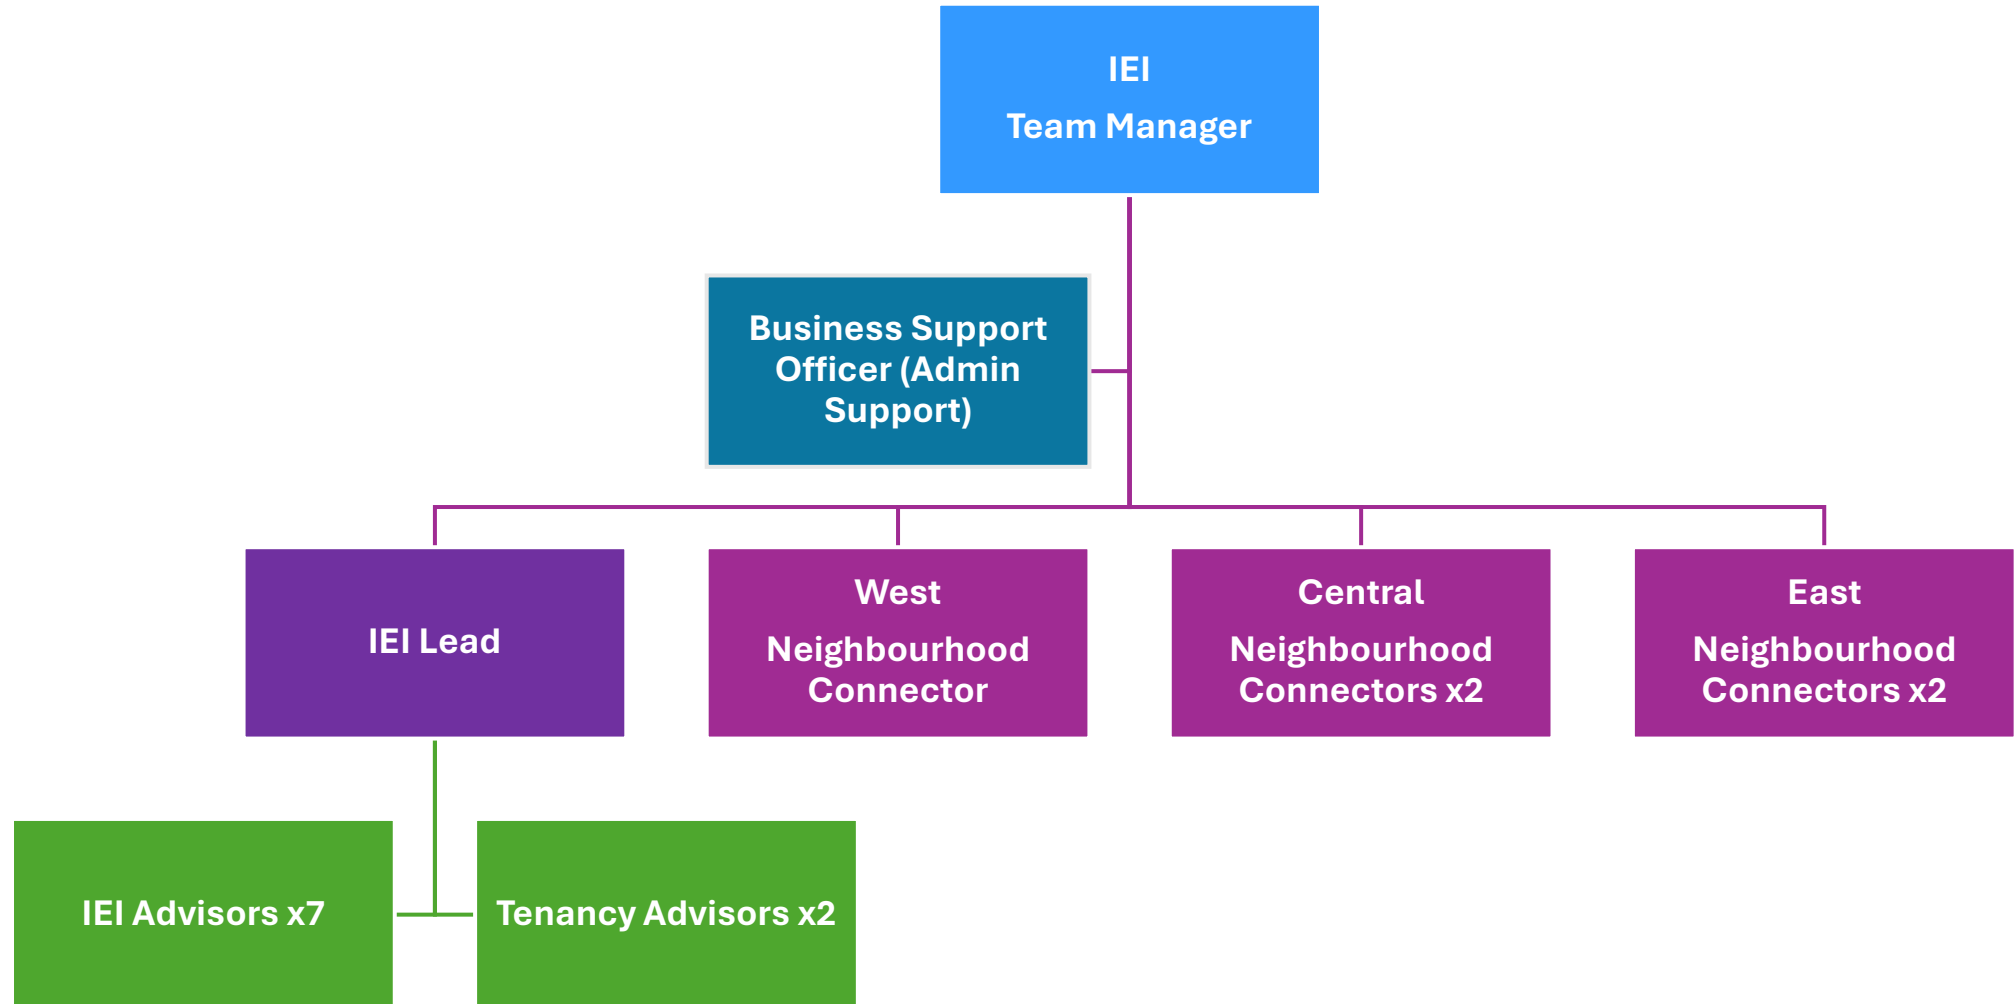 IEI
Team Manager
Business Support
Officer (Admin
Support)
IEI Lead
West
Neighbourhood
Connector
Central
Neighbourhood
Connectors x2
East
Neighbourhood
Connectors x2
IEI Advisors x7
Tenancy Advisors x2